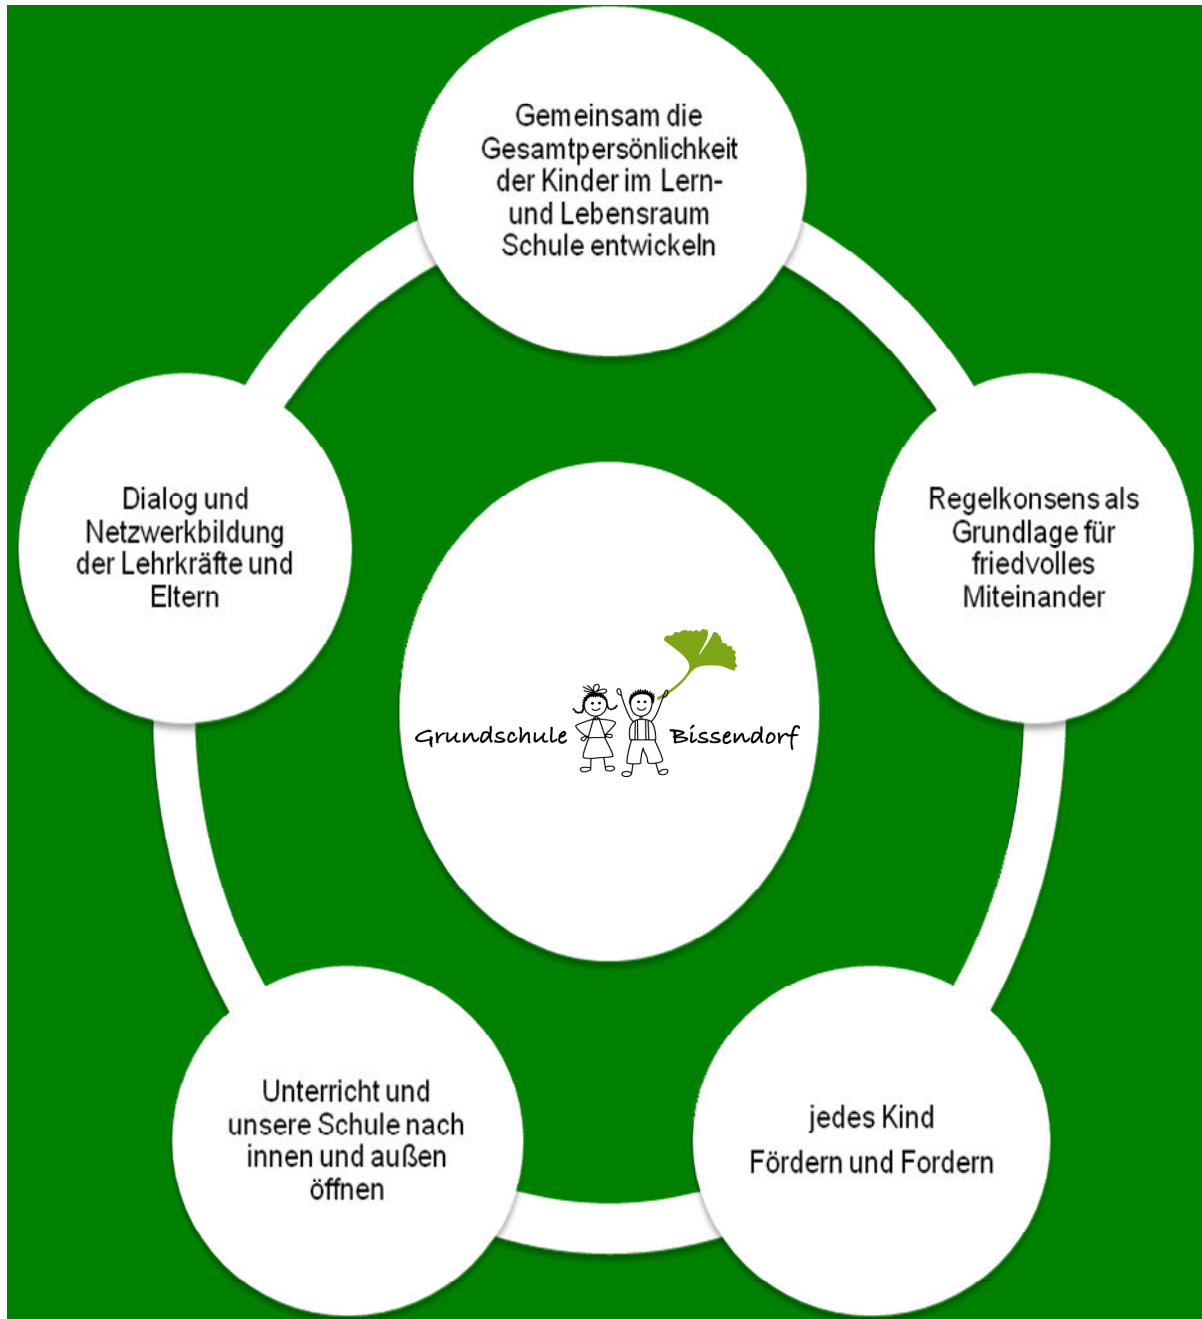 Gemeinsam die
Gesamtpersönlichkeit
der Kinder im Lern-
und Lebensraum
Schule entwickeln
Regelkonsens als
Grundlage für
friedvolles
Miteinander
jedes Kind
Fördern und Fordern
Unterricht und
unsere Schule nach
innen und außen
öffnen
Dialog und
Netzwerkbildung
der Lehrkräfte und
Eltern
Grundschule Bissendorf